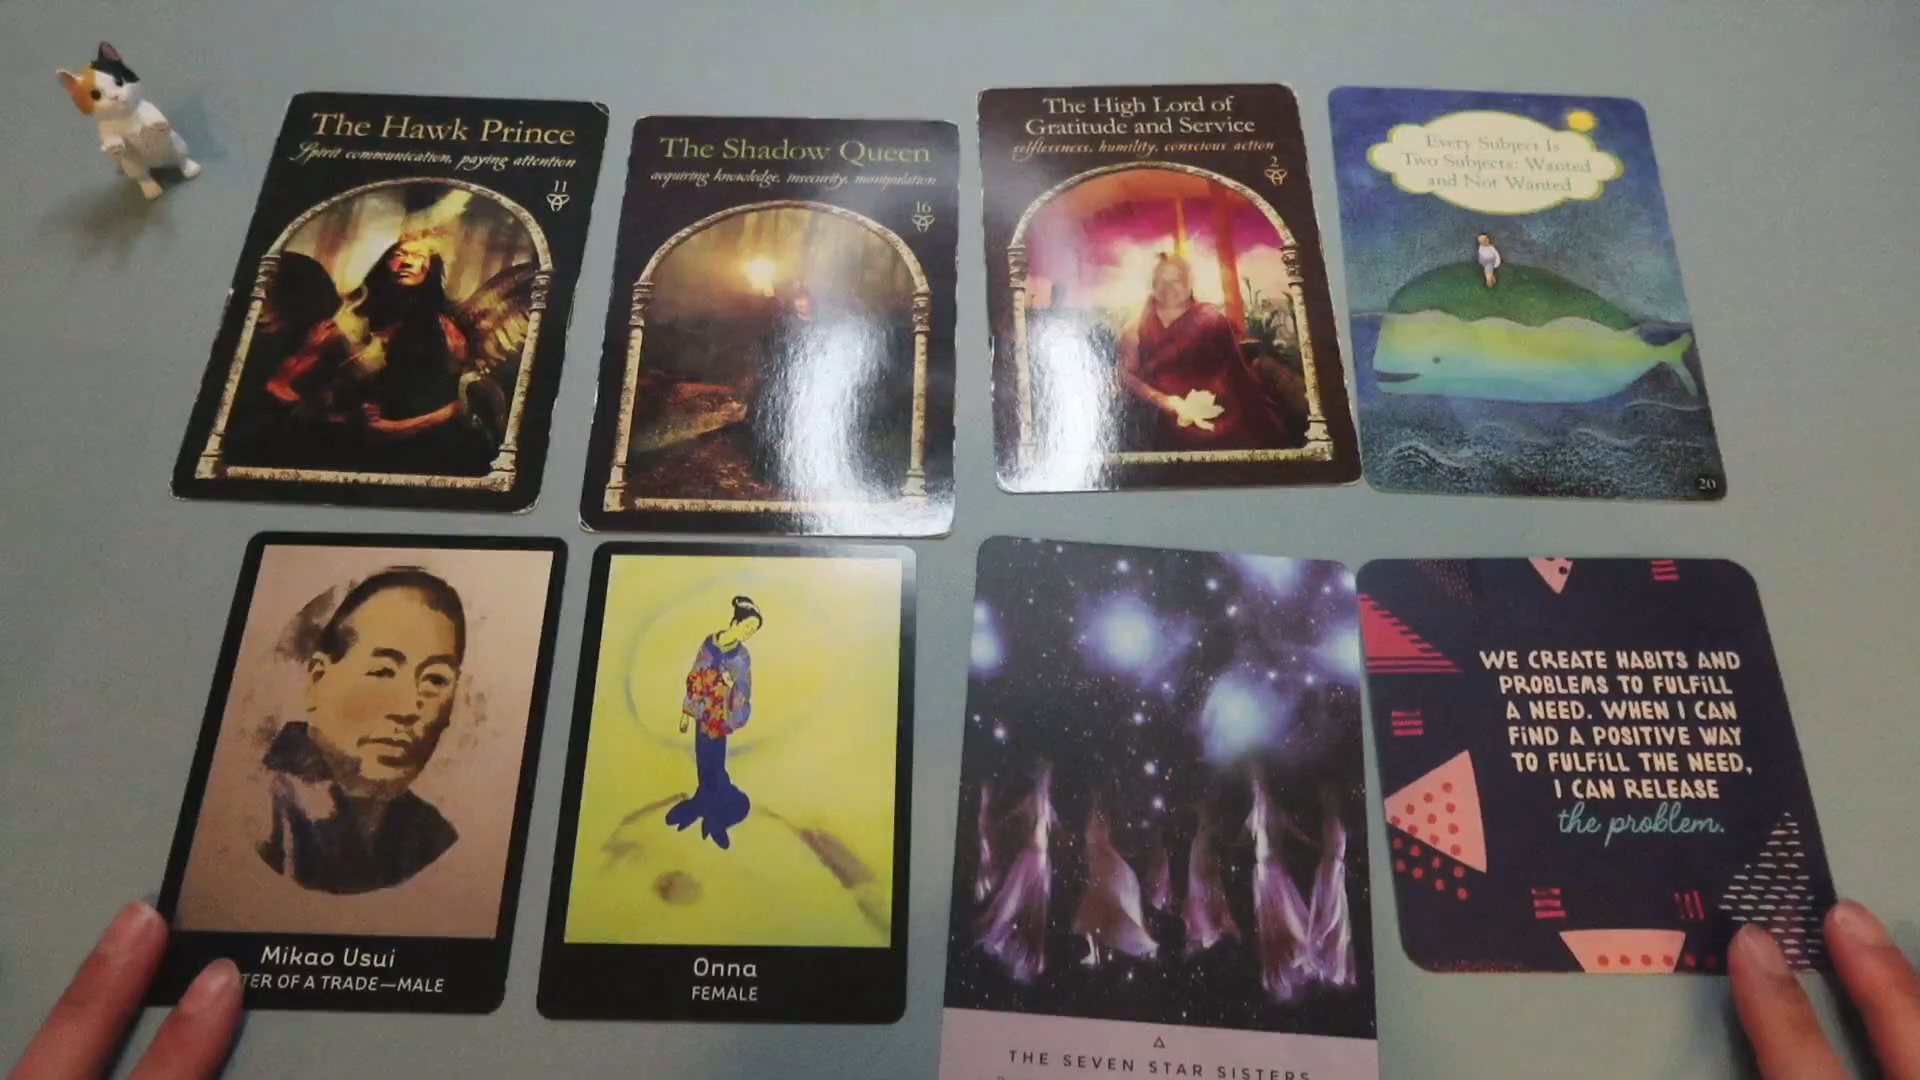 The Hawk Prince
Spirit communication, paying attention
11
The Shadow Queen
acquiring knowledge, insecurity, manipulation
16
The High Lord of
Gratitude and Service
selflessness, humility, conscious action
2
Every Subject Is
Two Subjects: Wanted
and Not Wanted
20
Mikao Usui
TER OF A TRADE—MALE
Onna
FEMALE
THE SEVEN STAR SISTERS
WE CREATE HABITS AND
PROBLEMS TO FULFILL
A NEED. WHEN I CAN
FIND A POSITIVE WAY
TO FULFILL THE NEED,
I CAN RELEASE
the problem.